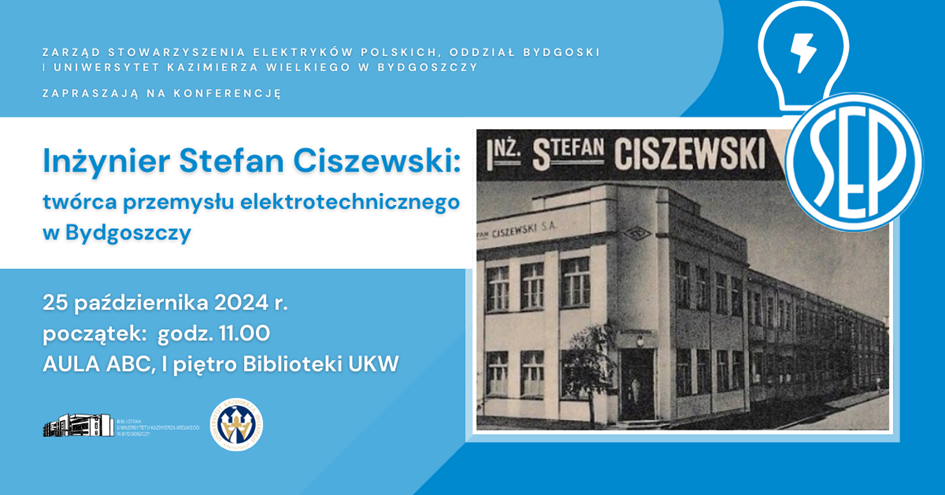 ZARZĄD STOWARZYSZENIA ELEKTRYKÓW POLSKICH, ODDZIAŁ BYDGOSKI
I UNIWERSYTET KAZIMIERZA WIELKIEGO W BYDGOSZCZY
ZAPRASZAJĄ NA KONFERENCJĘ
Inżynier Stefan Ciszewski:
twórca przemysłu elektrotechnicznego
w Bydgoszczy
INŻ. STEFAN CISZEWSKI
SEP
CISZEWSKI S.A.
25 października 2024 r.
początek: godz. 11.00
AULA ABC, I piętro Biblioteki UKW
BIBLIOTEKA
UNIWERSYTETU KAZIMIERZA WIELKIEGO
W BYDGOSZCZY